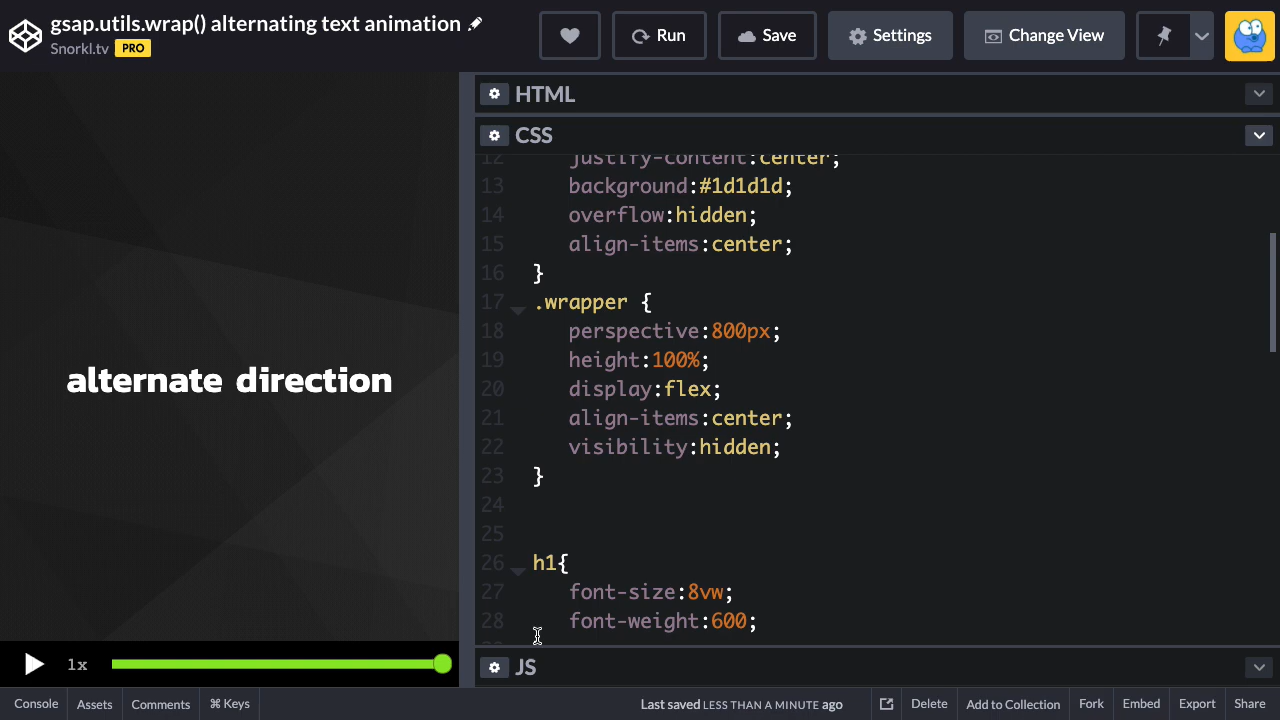 gsap.utils.wrap() alternating text animation
Snorkl.tv PRO
Run
Save
Settings
Change View
HTML
CSS
12 justify-content:center;
13 background:#1d1d1d;
14 overflow:hidden;
15 align-items:center;
16 }
17 .wrapper {
18 perspective:800px;
19 height:100%;
20 display:flex;
21 align-items:center;
22 visibility:hidden;
23 }
24
25
26 h1{
27 font-size:8vw;
28 font-weight:600;
alternate direction
1x
JS
Console Assets Comments ⌘ Keys
Last saved LESS THAN A MINUTE ago
Delete Add to Collection Fork Embed Export Share